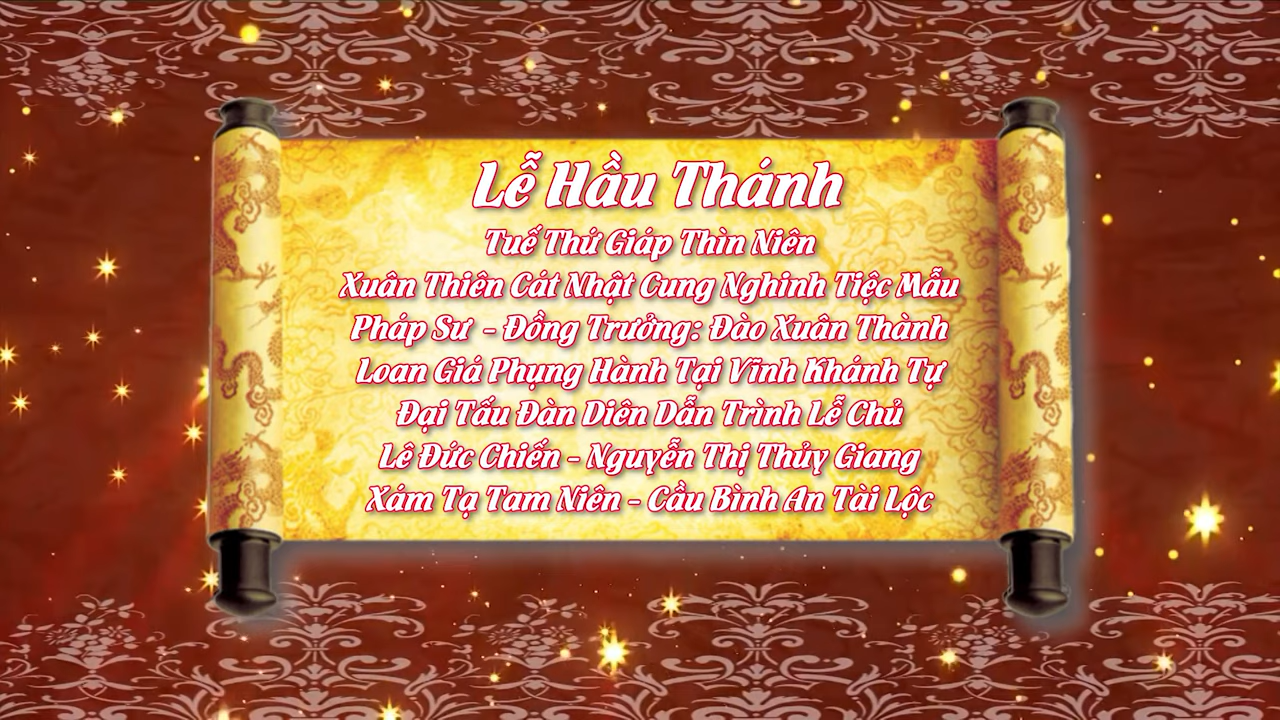 Lễ Hầu Thánh
Tuế Thứ Giáp Thìn Niên
Xuân Thiên Cát Nhật Cung Nghinh Tiệc Mẫu
Pháp Sư - Đồng Trưởng: Đào Xuân Thành
Loan Giá Phụng Hành Tại Vĩnh Khánh Tự
Đại Tấu Đàn Diên Dẫn Trình Lễ Chủ
Lê Đức Chiến - Nguyễn Thị Thủy Giang
Xám Tạ Tam Niên - Cầu Bình An Tài Lộc